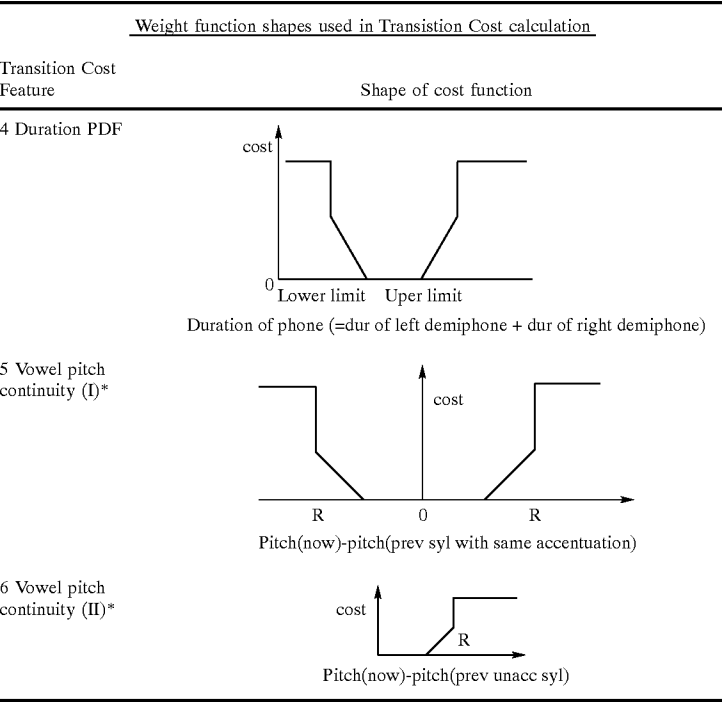 Weight function shapes used in Transistion Cost calculation
Transition Cost
Feature
Shape of cost function
4 Duration PDF
cost
0
Lower limit
Uper limit
Duration of phone (=dur of left demiphone + dur of right demiphone)
5 Vowel pitch
continuity (I)*
cost
R
0
R
Pitch(now)-pitch(prev syl with same accentuation)
6 Vowel pitch
continuity (II)*
cost
R
Pitch(now)-pitch(prev unacc syl)